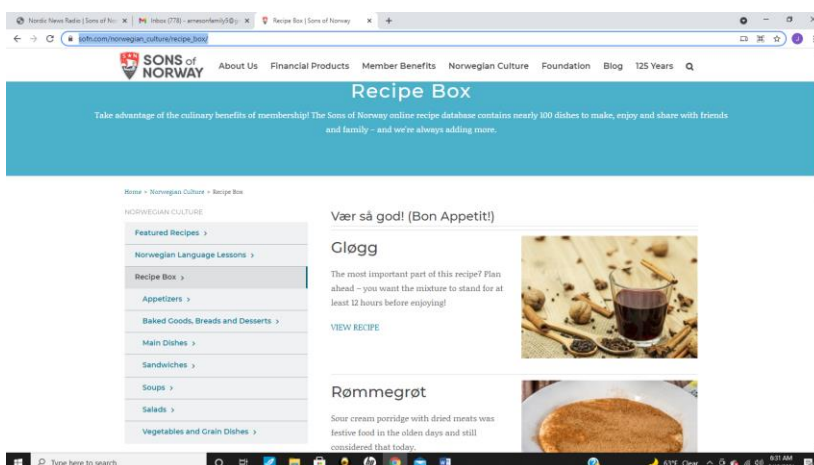 Nordic News Radio | Sons of No
Inbox (778) - arnesonfamily5@g
Recipe Box | Sons of Norway
sofn.com/norwegian_culture/recipe_box/
SONS of
NORWAY
About Us Financial Products Member Benefits Norwegian Culture Foundation Blog 125 Years
Recipe Box
Take advantage of the culinary benefits of membership! The Sons of Norway online recipe database contains nearly 100 dishes to make, enjoy and share with friends
and family – and we're always adding more.
Home » Norwegian Culture » Recipe Box
NORWEGIAN CULTURE
Featured Recipes >
Norwegian Language Lessons >
Recipe Box >
Appetizers >
Baked Goods, Breads and Desserts >
Main Dishes >
Sandwiches >
Soups >
Salads >
Vegetables and Grain Dishes >
Vær så god! (Bon Appetit!)
Gløgg
The most important part of this recipe? Plan
ahead – you want the mixture to stand for at
least 12 hours before enjoying!
VIEW RECIPE
Rømmegrøt
Sour cream porridge with dried meats was
festive food in the olden days and still
considered that today.
Type here to search
63°F Clear
6:31 AM